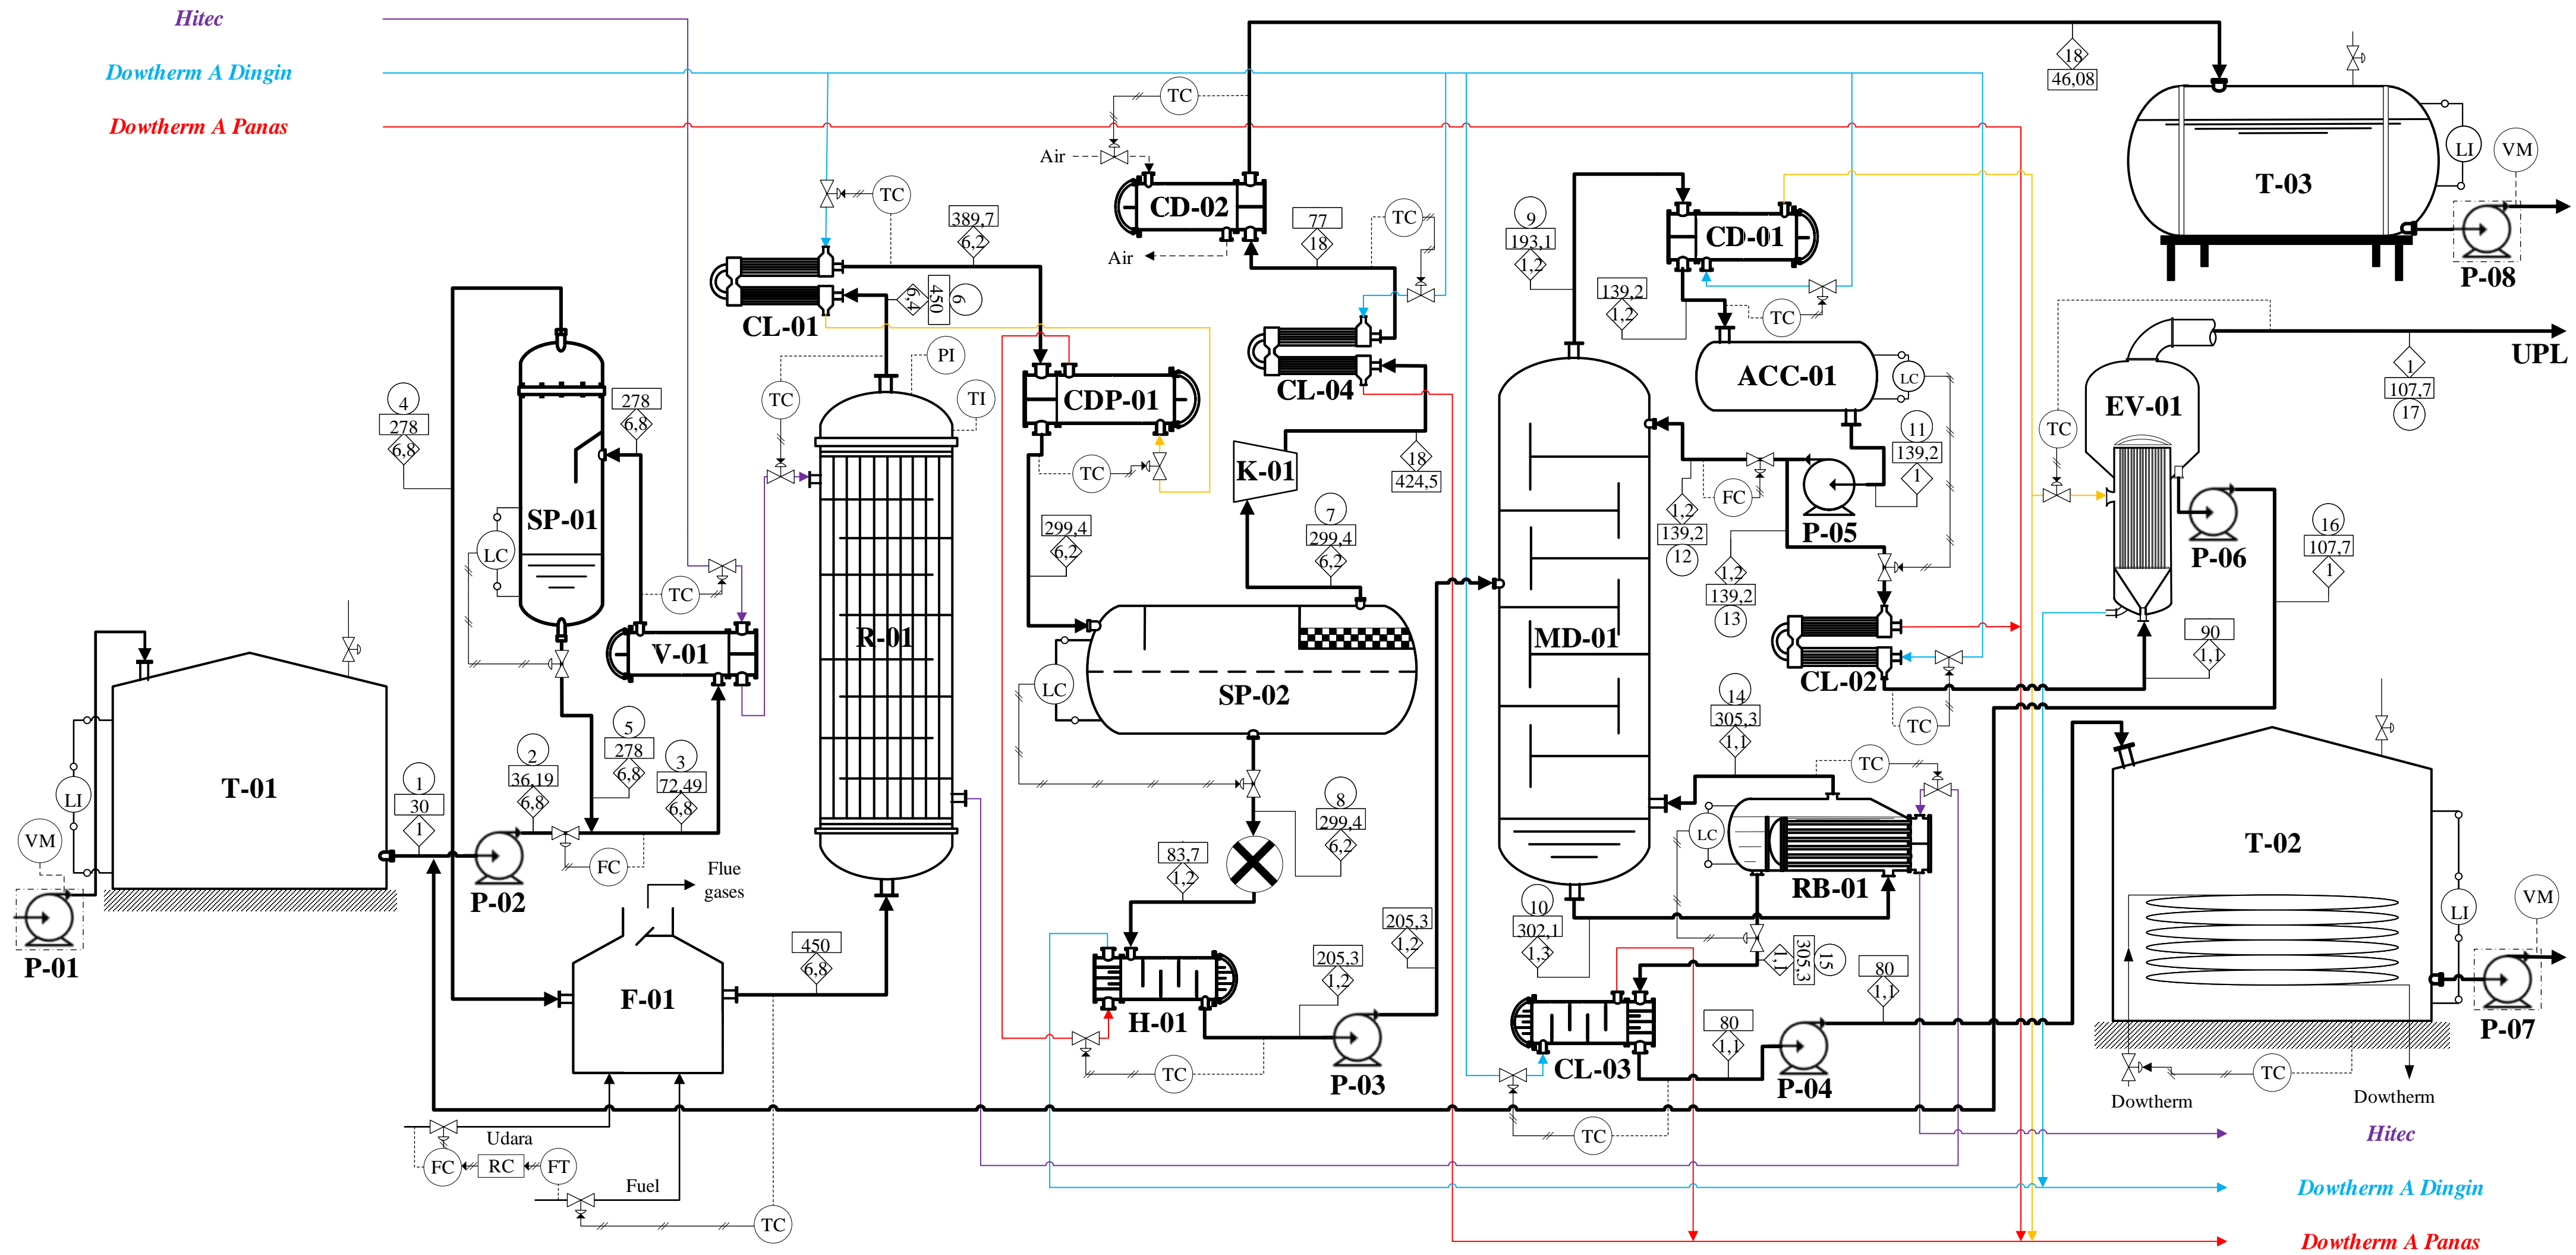 Hitec
Dowtherm A Dingin
Dowtherm A Panas
TC
Air
Air
CD-02
77
18
TC
18
46,08
T-03
LI
VM
P-08
TC
389,7
6,2
CL-01
450
6,4
6
PI
TI
TC
CDP-01
TC
CL-04
K-01
18
424,5
9
193,1
1,2
CD-01
139,2
1,2
TC
ACC-01
LC
11
139,2
1
P-05
FC
1,2
139,2
12
1,2
139,2
13
UPL
1
107,7
17
EV-01
TC
P-06
16
107,7
1
90
1,1
4
278
6,8
278
6,8
SP-01
LC
TC
V-01
R-01
299,4
6,2
7
299,4
6,2
SP-02
LC
MD-01
CL-02
TC
14
305,3
1,1
TC
LC
RB-01
T-01
LI
VM
P-01
1
30
1
2
36,19
6,8
P-02
FC
5
278
6,8
3
72,49
6,8
Flue
gases
F-01
450
6,8
8
299,4
6,2
83,7
1,2
H-01
TC
205,3
1,2
205,3
1,2
P-03
10
302,1
1,3
15
305,3
1,1
CL-03
TC
80
1,1
P-04
80
1,1
T-02
LI
VM
P-07
TC
Dowtherm
Dowtherm
Udara
FC
RC
FT
Fuel
TC
Hitec
Dowtherm A Dingin
Dowtherm A Panas